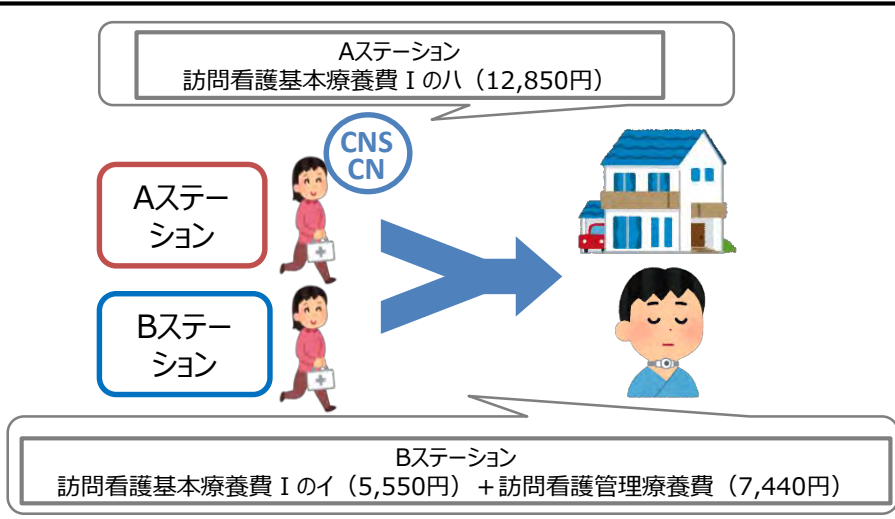 Aステーション
訪問看護基本療養費Ⅰのハ（12,850円）
CNS
CN
Aステー
ション
Bステー
ション
Bステーション
訪問看護基本療養費Ⅰのイ（5,550円）＋訪問看護管理療養費（7,440円）